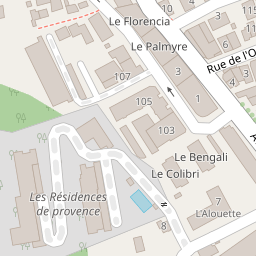 Le Florencia
Le Palmyre
Rue de l'O
3
107
105
1
103
Le Bengali
Le Colibri
Les Résidences
de provence
7
L'Alouette
8